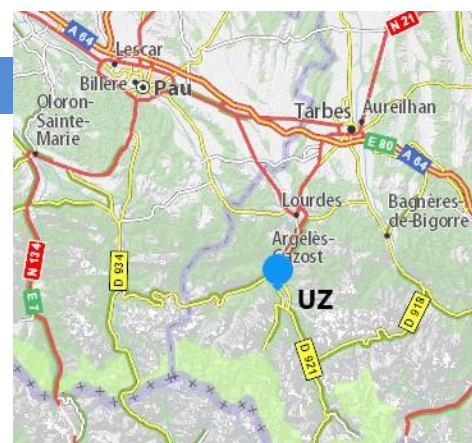 N 21
A 64
Lescar
Billere
Pau
Oloron-
Sainte-
Marie
Tarbes
Aureilhan
E 80
A 64
Lourdes
Bagnères-
de-Bigorre
Argelès-
Gazost
N 134
E 7
D 934
UZ
D 918
D 921